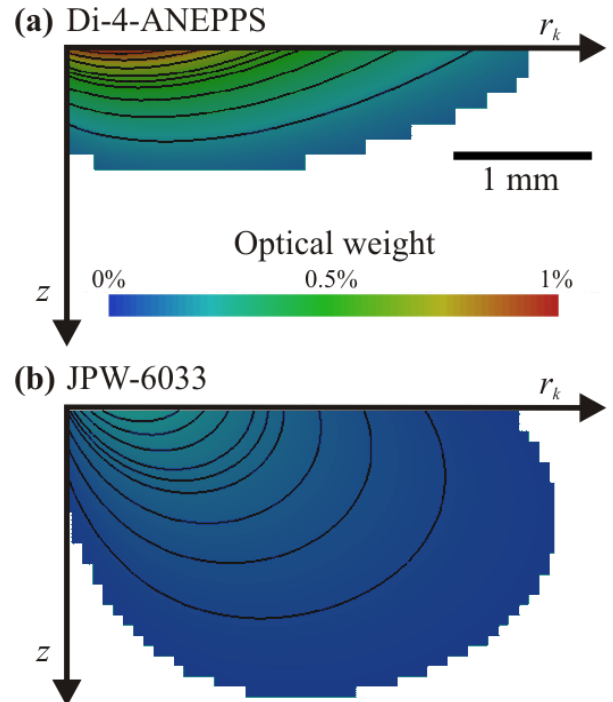 (a) Di-4-ANEPPS
r_k
1 mm
Optical weight
0% 0.5% 1%
z
(b) JPW-6033
r_k
z